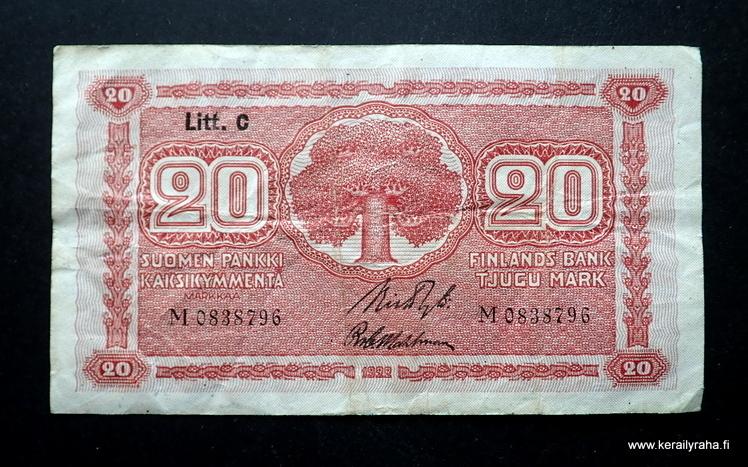 20 20
Litt. C
20 20
SUOMEN PANKKI FINLANDS BANK
KAKSIKYMMENTÄ TJUGU MARK
MARKKAA
M 0838796 M 0838796
1922
20 20
www.kerailyraha.fi